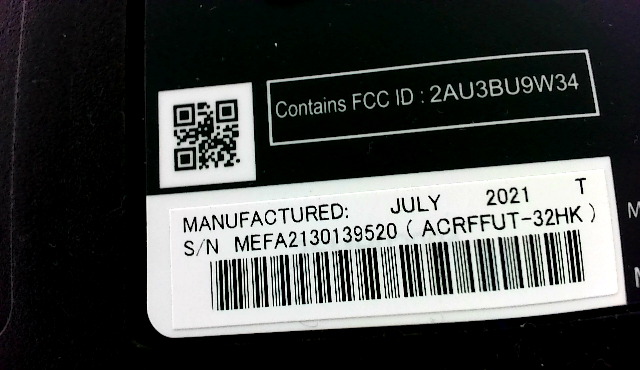 Contains FCC ID : 2AU3BU9W34
MANUFACTURED: JULY 2021 T
S/N MEFA2130139520 ( ACRFFUT-32HK )